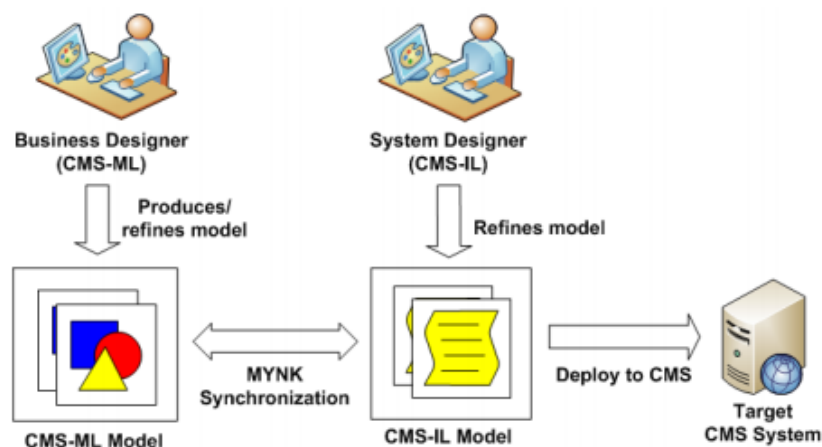 Business Designer
(CMS-ML)
System Designer
(CMS-IL)
Produces/
refines model
Refines model
MYNK
Synchronization
Deploy to CMS
CMS-ML Model
CMS-IL Model
Target
CMS System